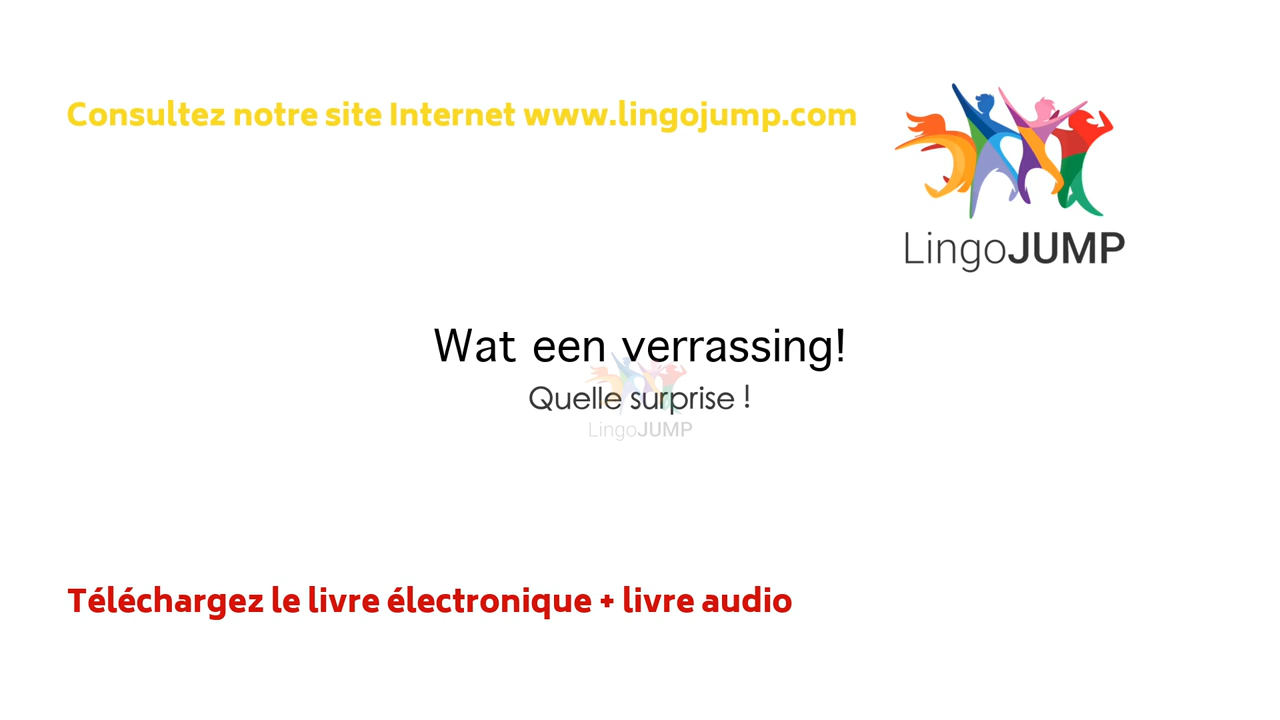 Consultez notre site Internet www.lingojump.com
LingoJUMP
Wat een verrassing!
Quelle surprise !
LingoJUMP
Téléchargez le livre électronique + livre audio